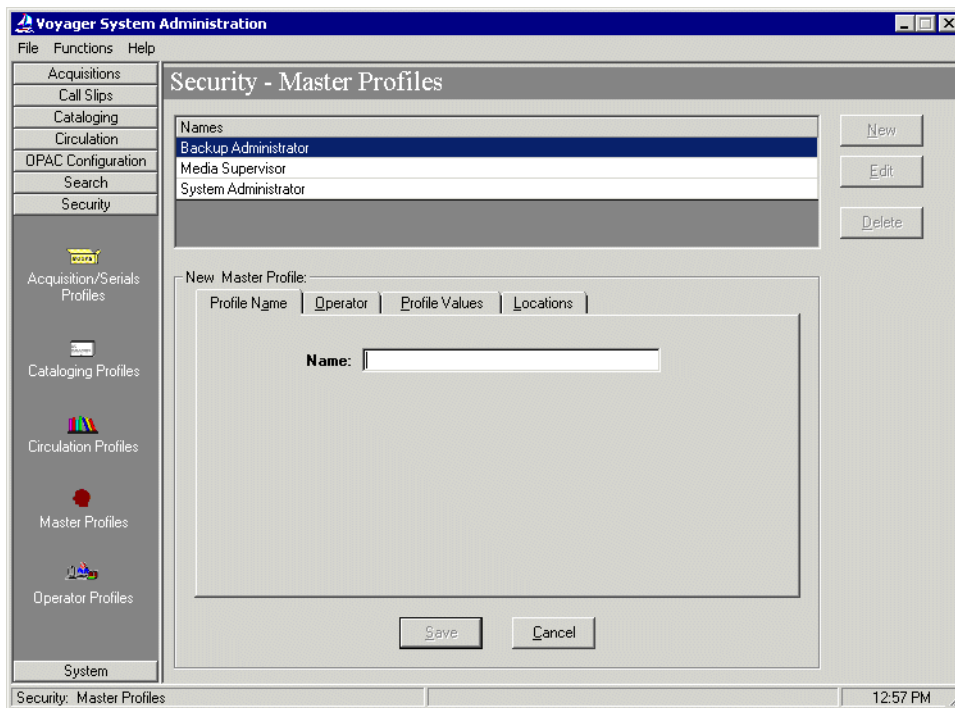 Voyager System Administration
File Functions Help
Acquisitions
Call Slips
Cataloging
Circulation
OPAC Configuration
Search
Security
Acquisition/Serials
Profiles
Cataloging Profiles
Circulation Profiles
Master Profiles
Operator Profiles
System
Security - Master Profiles
Names
Backup Administrator
Media Supervisor
System Administrator
New
Edit
Delete
New Master Profile:
Profile Name Operator Profile Values Locations
Name:
Save Cancel
Security: Master Profiles 12:57 PM